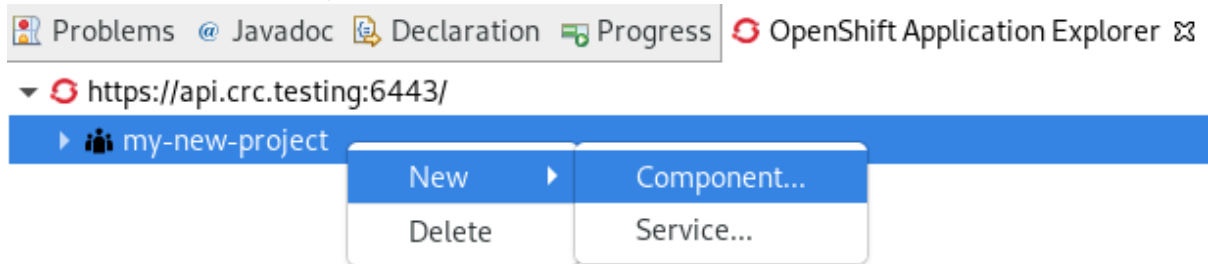 Problems @ Javadoc Declaration Progress OpenShift Application Explorer
https://api.crc.testing:6443/
my-new-project
New Component...
Delete Service...